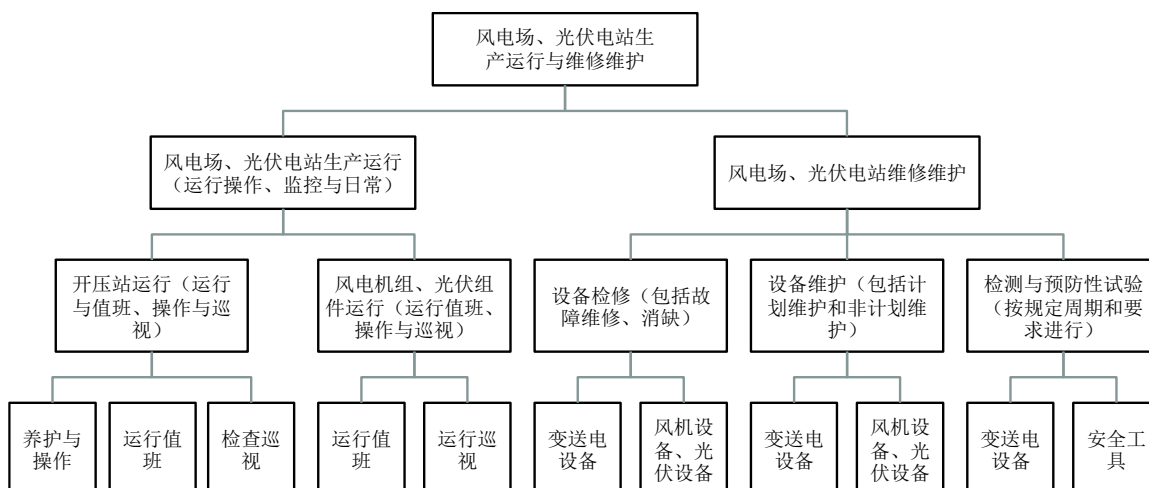 风电场、光伏电站生
产运行与维修维护
风电场、光伏电站生产运行
（运行操作、监控与日常）
风电场、光伏电站维修维护
开压站运行（运行
与值班、操作与巡
视）
风电机组、光伏组
件运行（运行值班、
操作与巡视）
设备检修（包括故
障维修、消缺）
设备维护（包括计
划维护和非计划维
护）
检测与预防性试验
（按规定周期和要
求进行）
养护与
操作
运行值
班
检查巡
视
运行值
班
运行巡
视
变送电
设备
风机设
备、光
伏设备
变送电
设备
风机设
备、光
伏设备
变送电
设备
安全工
具